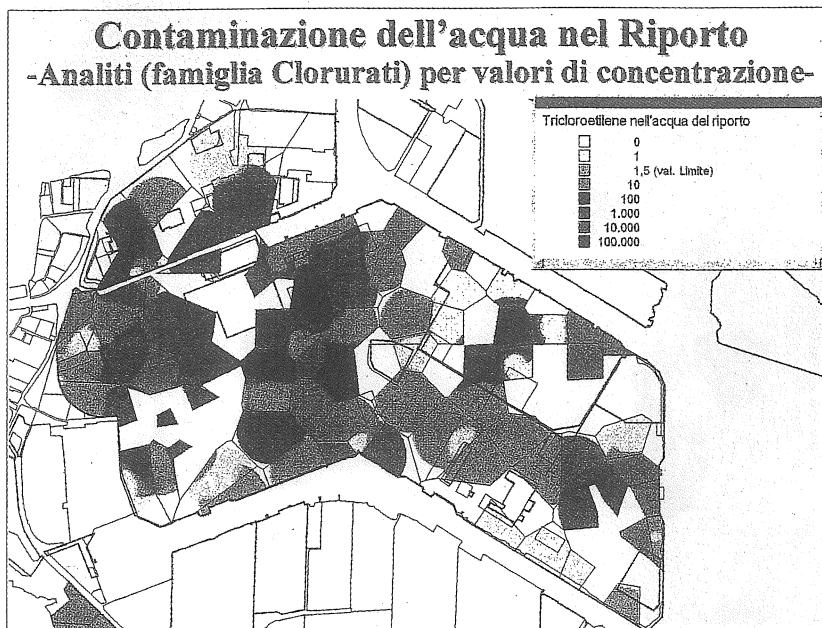 Contaminazione dell'acqua nel Riporto
-Analiti (famiglia Clorurati) per valori di concentrazione-
Tricloroetilene nell'acqua del riporto
0
1
1,5 (val. Limite)
10
100
1.000
10.000
100.000